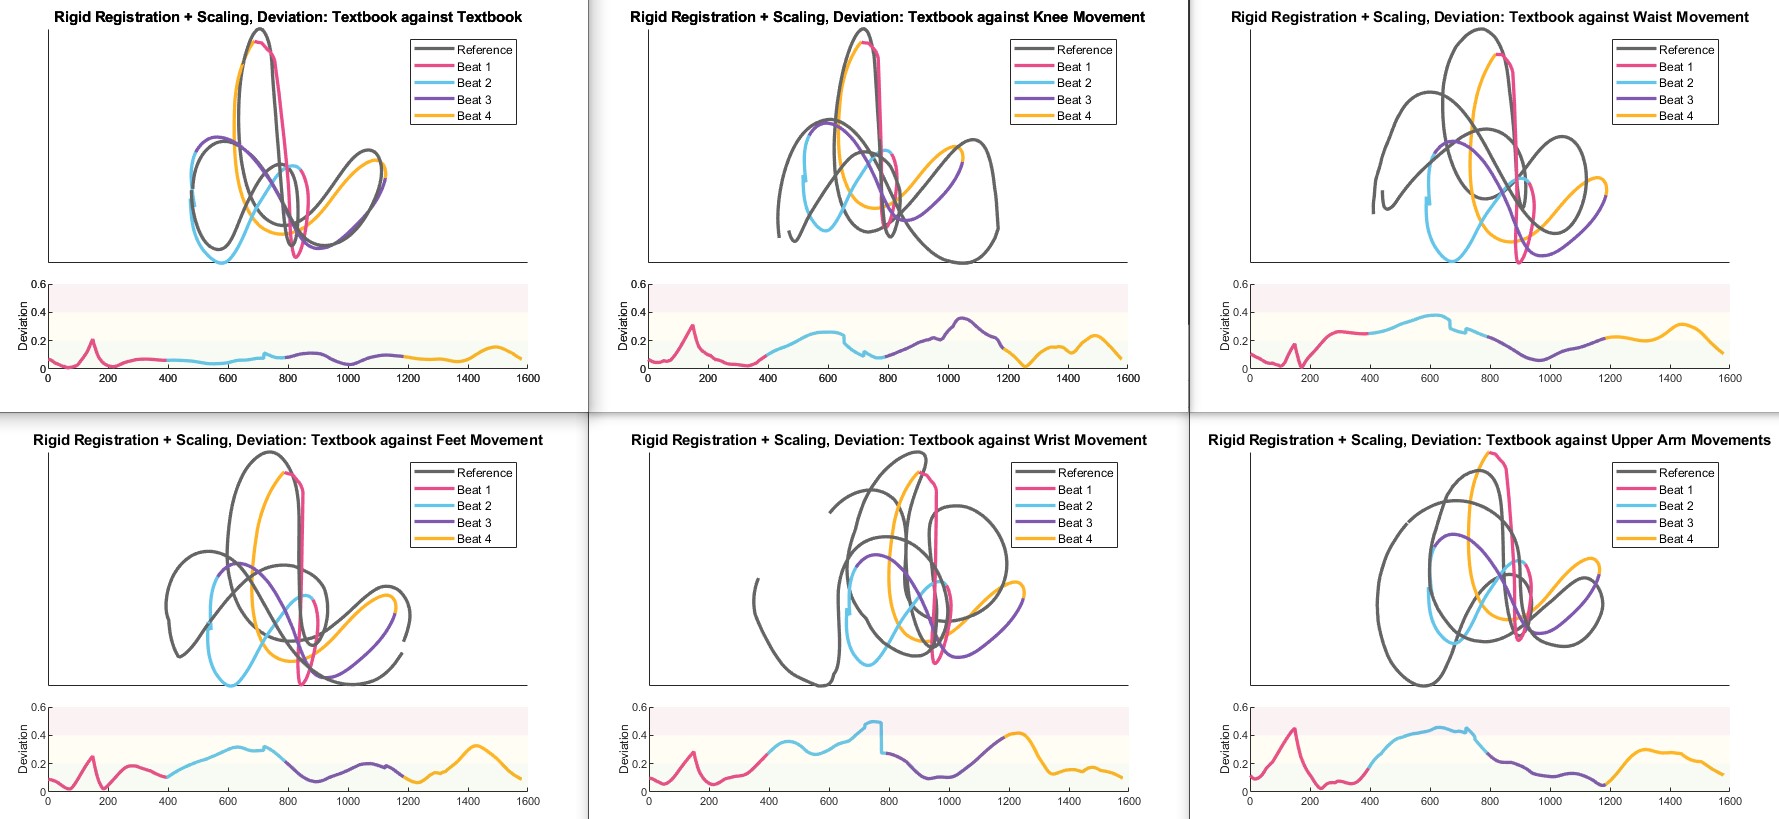 Rigid Registration + Scaling, Deviation: Textbook against Textbook
Reference
Beat 1
Beat 2
Beat 3
Beat 4
Deviation
0.6
0.4
0.2
0
0 200 400 600 800 1000 1200 1400 1600
Rigid Registration + Scaling, Deviation: Textbook against Knee Movement
Reference
Beat 1
Beat 2
Beat 3
Beat 4
Deviation
0.6
0.4
0.2
0
0 200 400 600 800 1000 1200 1400 1600
Rigid Registration + Scaling, Deviation: Textbook against Waist Movement
Reference
Beat 1
Beat 2
Beat 3
Beat 4
Deviation
0.6
0.4
0.2
0
0 200 400 600 800 1000 1200 1400 1600
Rigid Registration + Scaling, Deviation: Textbook against Feet Movement
Reference
Beat 1
Beat 2
Beat 3
Beat 4
Deviation
0.6
0.4
0.2
0
0 200 400 600 800 1000 1200 1400 1600
Rigid Registration + Scaling, Deviation: Textbook against Wrist Movement
Reference
Beat 1
Beat 2
Beat 3
Beat 4
Deviation
0.6
0.4
0.2
0
0 200 400 600 800 1000 1200 1400 1600
Rigid Registration + Scaling, Deviation: Textbook against Upper Arm Movements
Reference
Beat 1
Beat 2
Beat 3
Beat 4
Deviation
0.6
0.4
0.2
0
0 200 400 600 800 1000 1200 1400 1600